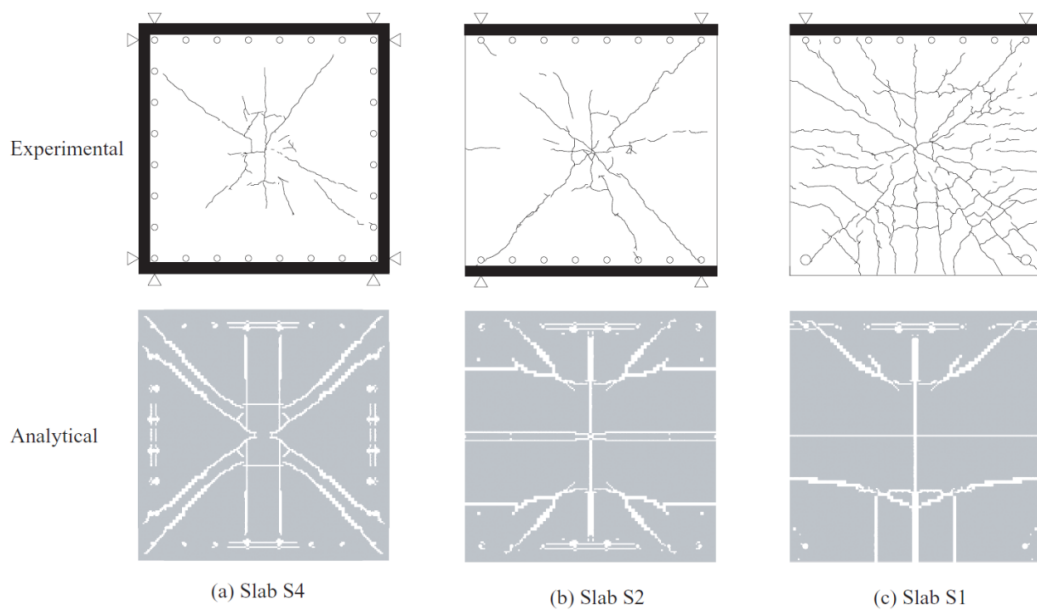 Experimental
Analytical
(a) Slab S4
(b) Slab S2
(c) Slab S1